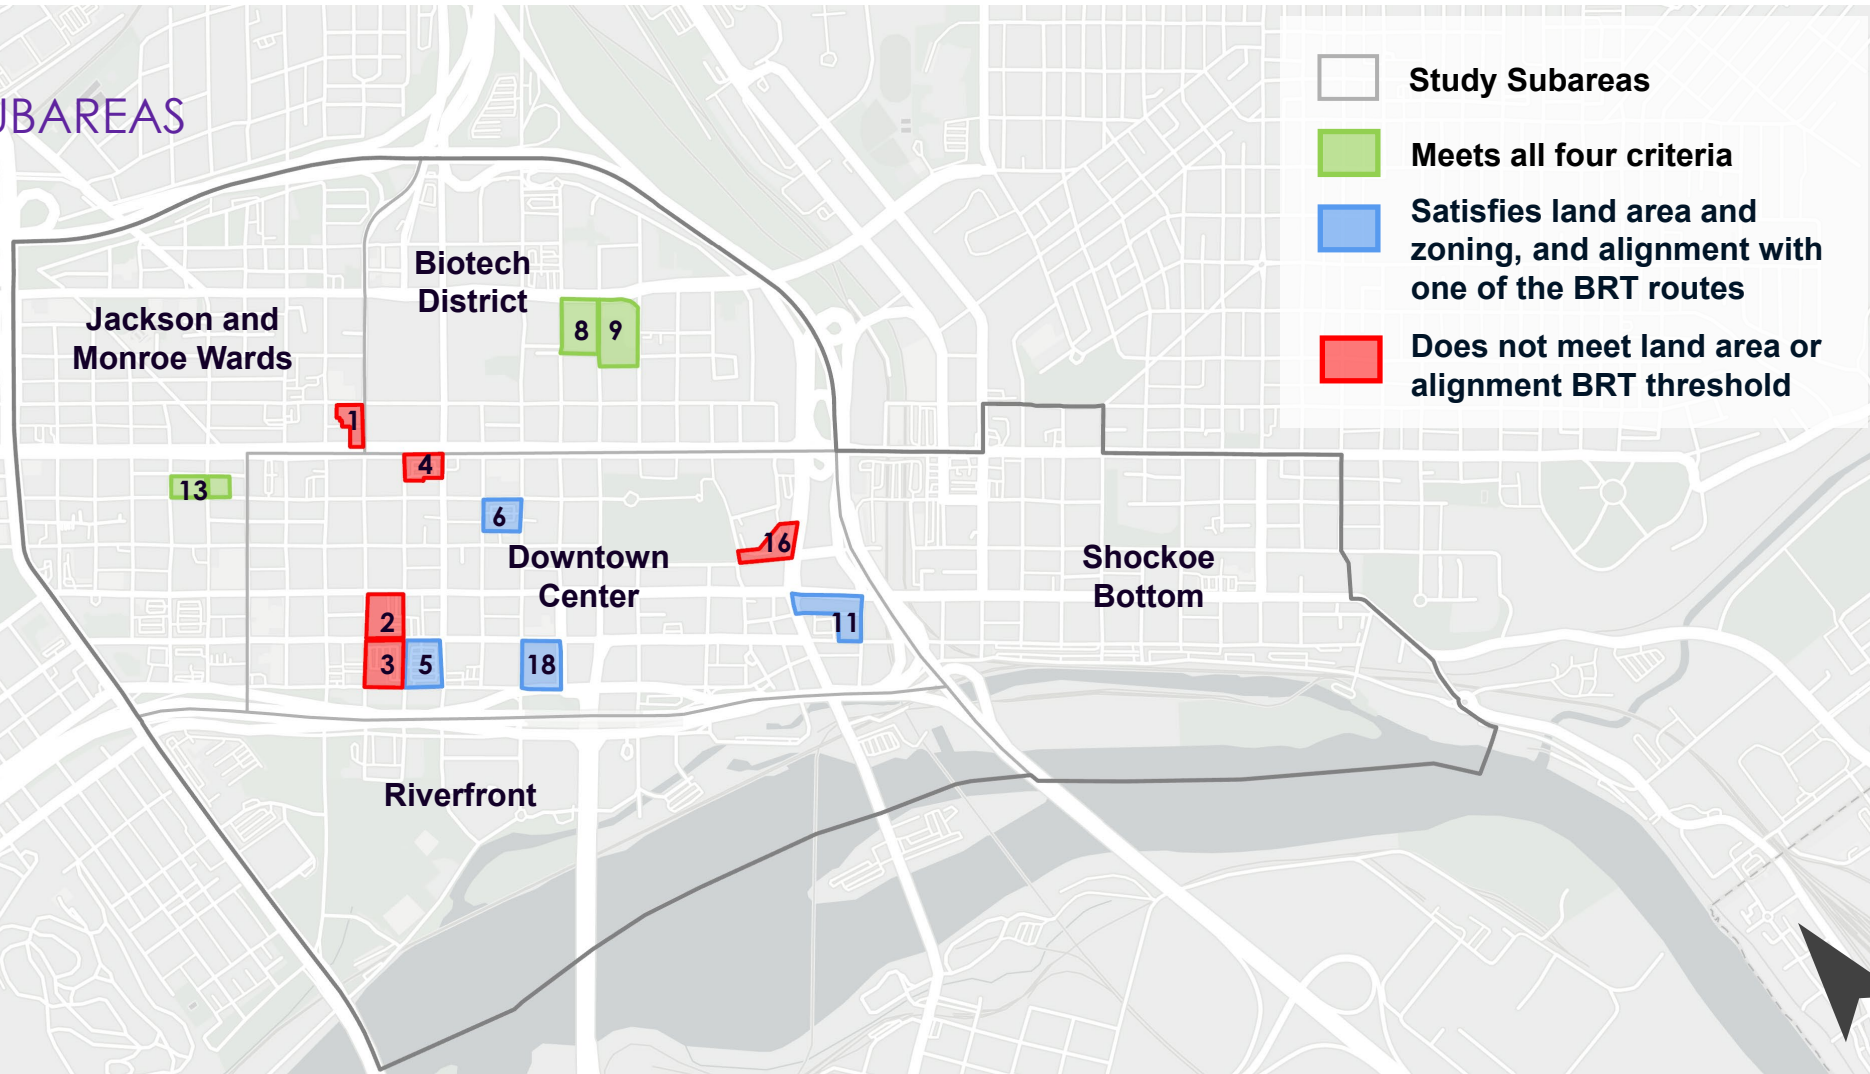 UBAREAS
Study Subareas
Meets all four criteria
Satisfies land area and
zoning, and alignment with
one of the BRT routes
Does not meet land area or
alignment BRT threshold
Biotech
District
Jackson and
Monroe Wards
8
9
1
4
13
6
16
Downtown
Center
Shockoe
Bottom
2
11
3
5
18
Riverfront